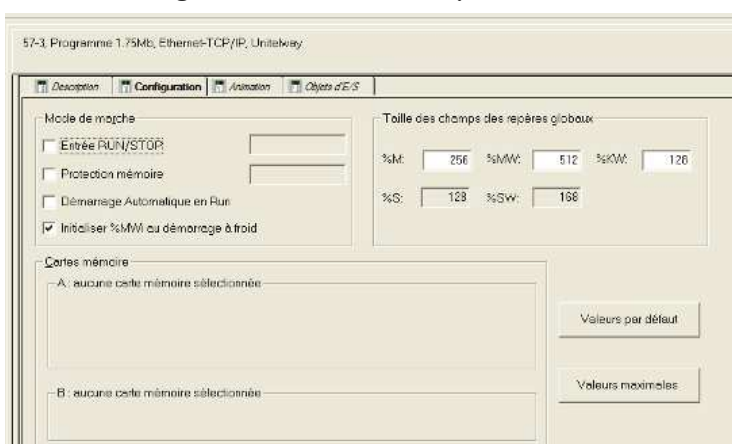 57-3, Programme 1.75Mb, Ethernet-TCP/IP, Unitelway
Description Configuration Animation Objets d'E/S
Mode de marche
Entrée RUN/STOP
Protection mémoire
Démarrage Automatique en Run
Initialiser %MWi au démarrage à froid
Taille des champs des repères globaux
%M: 256 %MW: 512 %KW: 128
%S: 128 %SW: 168
Cartes mémoire
A : aucune carte mémoire sélectionnée
B : aucune carte mémoire sélectionnée
Valeurs par défaut
Valeurs maximales